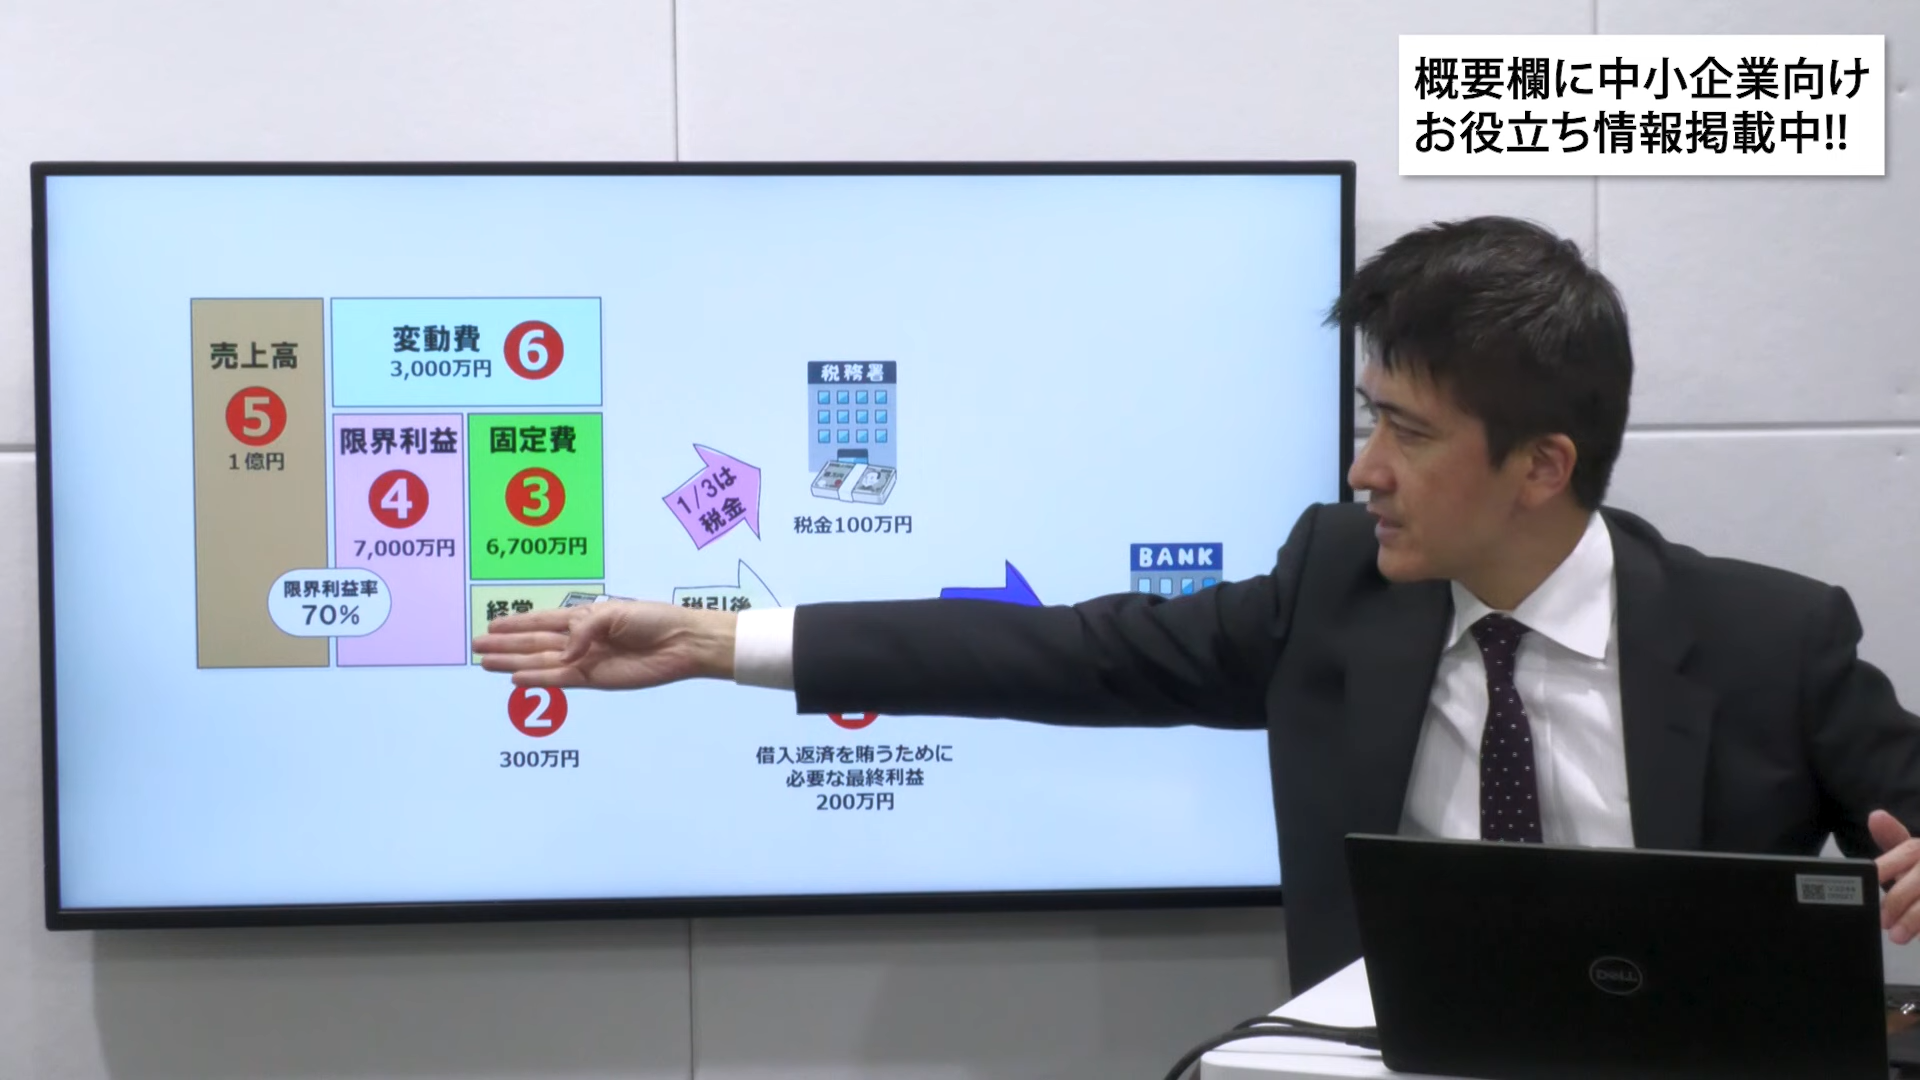 概要欄に中小企業向け
お役立ち情報掲載中!!
売上高
5
1億円
変動費
6
3,000万円
限界利益
4
7,000万円
固定費
3
6,700万円
限界利益率
70%
2
300万円
1/3は
税金
税務署
税金100万円
税引後
BANK
借入返済を賄うために
必要な最終利益
200万円
DELL